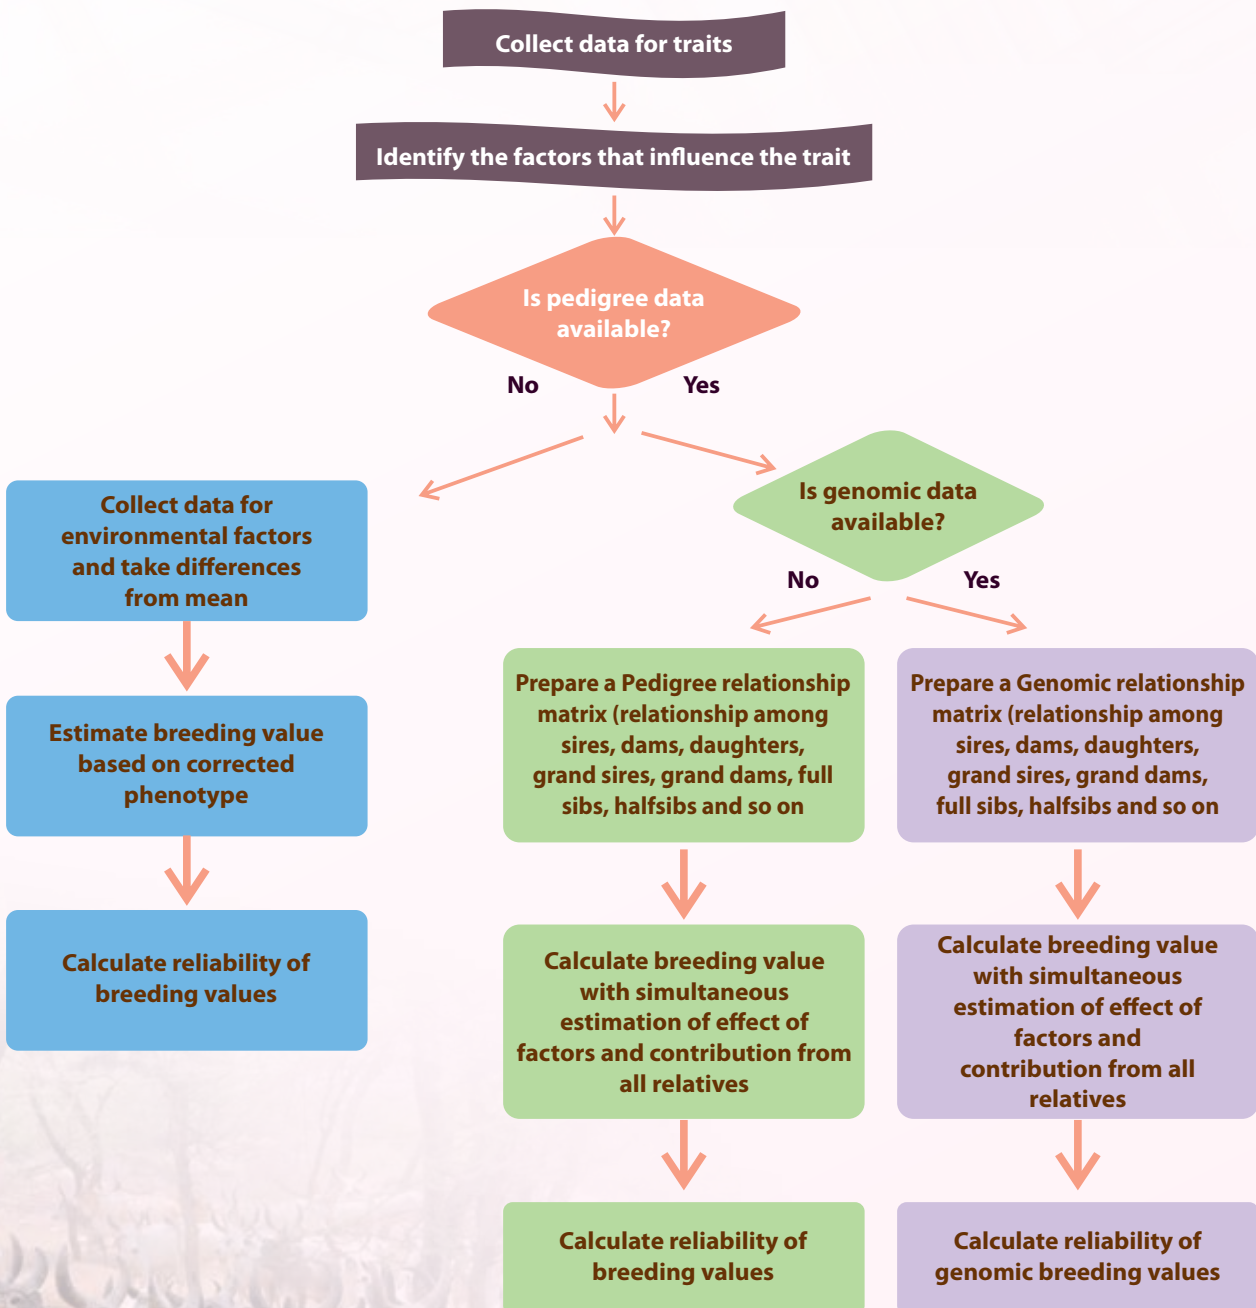 Collect data for traits
Identify the factors that influence the trait
Is pedigree data
available?
No
Yes
Collect data for
environmental factors
and take differences
from mean
Estimate breeding value
based on corrected
phenotype
Calculate reliability of
breeding values
Is genomic data
available?
No
Yes
Prepare a Pedigree relationship
matrix (relationship among
sires, dams, daughters,
grand sires, grand dams, full
sibs, halfsibs and so on
Calculate breeding value
with simultaneous
estimation of effect of
factors and contribution from
all relatives
Calculate reliability of
breeding values
Prepare a Genomic relationship
matrix (relationship among
sires, dams, daughters,
grand sires, grand dams,
full sibs, halfsibs and so on
Calculate breeding value
with simultaneous
estimation of effect of
factors and
contribution from all
relatives
Calculate reliability of
genomic breeding values